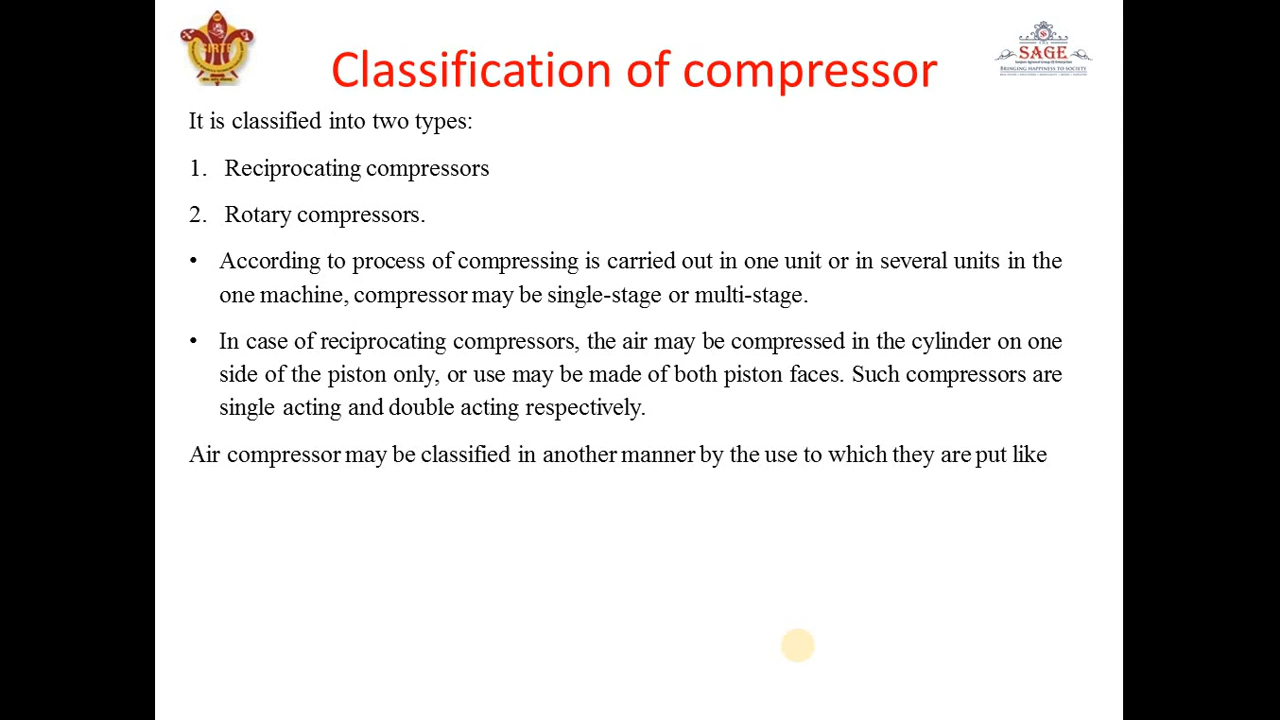 SIRTE
SAGE
BRINGING HAPPINESS TO SOCIETY
Classification of compressor
It is classified into two types:
1. Reciprocating compressors
2. Rotary compressors.
• According to process of compressing is carried out in one unit or in several units in the
one machine, compressor may be single-stage or multi-stage.
• In case of reciprocating compressors, the air may be compressed in the cylinder on one
side of the piston only, or use may be made of both piston faces. Such compressors are
single acting and double acting respectively.
Air compressor may be classified in another manner by the use to which they are put like